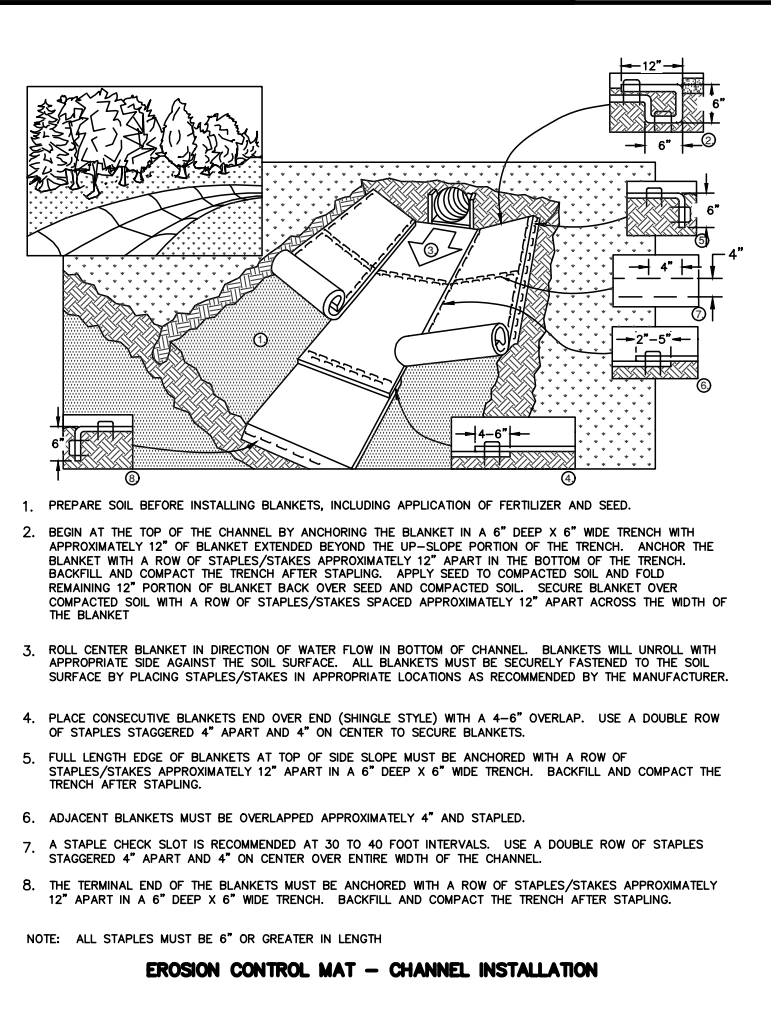 12"
6"
6"
2
6"
5
4"
4"
7
2"-5"
6
3
1
6"
8
4-6"
4
1. PREPARE SOIL BEFORE INSTALLING BLANKETS, INCLUDING APPLICATION OF FERTILIZER AND SEED.
2. BEGIN AT THE TOP OF THE CHANNEL BY ANCHORING THE BLANKET IN A 6" DEEP X 6" WIDE TRENCH WITH
APPROXIMATELY 12" OF BLANKET EXTENDED BEYOND THE UP-SLOPE PORTION OF THE TRENCH. ANCHOR THE
BLANKET WITH A ROW OF STAPLES/STAKES APPROXIMATELY 12" APART IN THE BOTTOM OF THE TRENCH.
BACKFILL AND COMPACT THE TRENCH AFTER STAPLING. APPLY SEED TO COMPACTED SOIL AND FOLD
REMAINING 12" PORTION OF BLANKET BACK OVER SEED AND COMPACTED SOIL. SECURE BLANKET OVER
COMPACTED SOIL WITH A ROW OF STAPLES/STAKES SPACED APPROXIMATELY 12" APART ACROSS THE WIDTH OF
THE BLANKET
3. ROLL CENTER BLANKET IN DIRECTION OF WATER FLOW IN BOTTOM OF CHANNEL. BLANKETS WILL UNROLL WITH
APPROPRIATE SIDE AGAINST THE SOIL SURFACE. ALL BLANKETS MUST BE SECURELY FASTENED TO THE SOIL
SURFACE BY PLACING STAPLES/STAKES IN APPROPRIATE LOCATIONS AS RECOMMENDED BY THE MANUFACTURER.
4. PLACE CONSECUTIVE BLANKETS END OVER END (SHINGLE STYLE) WITH A 4-6" OVERLAP. USE A DOUBLE ROW
OF STAPLES STAGGERED 4" APART AND 4" ON CENTER TO SECURE BLANKETS.
5. FULL LENGTH EDGE OF BLANKETS AT TOP OF SIDE SLOPE MUST BE ANCHORED WITH A ROW OF
STAPLES/STAKES APPROXIMATELY 12" APART IN A 6" DEEP X 6" WIDE TRENCH. BACKFILL AND COMPACT THE
TRENCH AFTER STAPLING.
6. ADJACENT BLANKETS MUST BE OVERLAPPED APPROXIMATELY 4" AND STAPLED.
7. A STAPLE CHECK SLOT IS RECOMMENDED AT 30 TO 40 FOOT INTERVALS. USE A DOUBLE ROW OF STAPLES
STAGGERED 4" APART AND 4" ON CENTER OVER ENTIRE WIDTH OF THE CHANNEL.
8. THE TERMINAL END OF THE BLANKETS MUST BE ANCHORED WITH A ROW OF STAPLES/STAKES APPROXIMATELY
12" APART IN A 6" DEEP X 6" WIDE TRENCH. BACKFILL AND COMPACT THE TRENCH AFTER STAPLING.
NOTE: ALL STAPLES MUST BE 6" OR GREATER IN LENGTH
EROSION CONTROL MAT - CHANNEL INSTALLATION